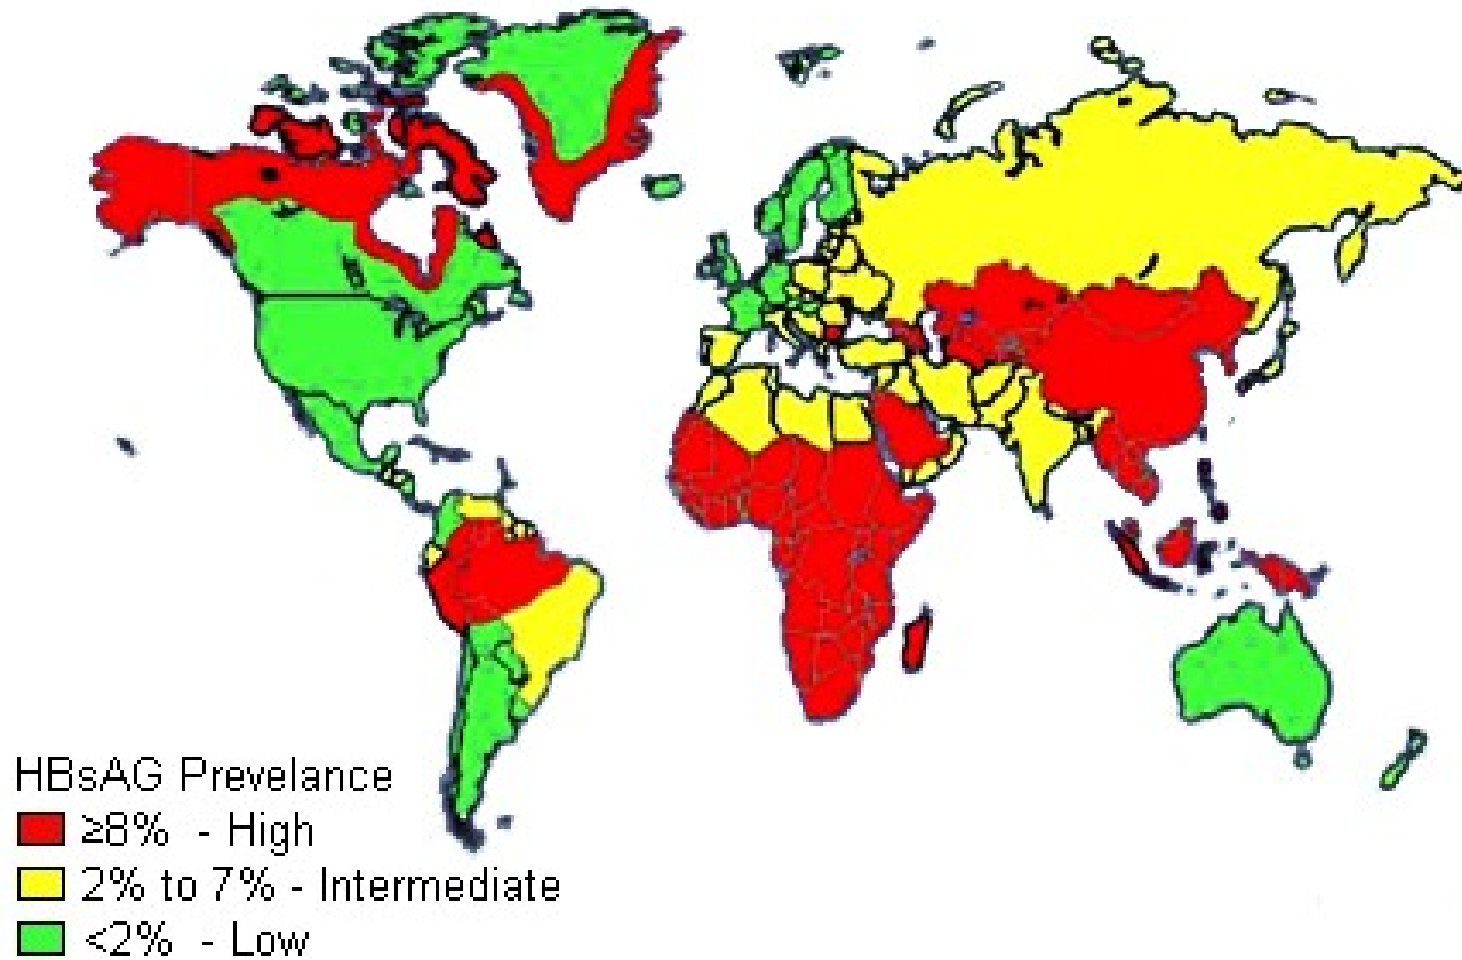 HBsAG Prevelance
≥8% - High
2% to 7% - Intermediate
<2% - Low